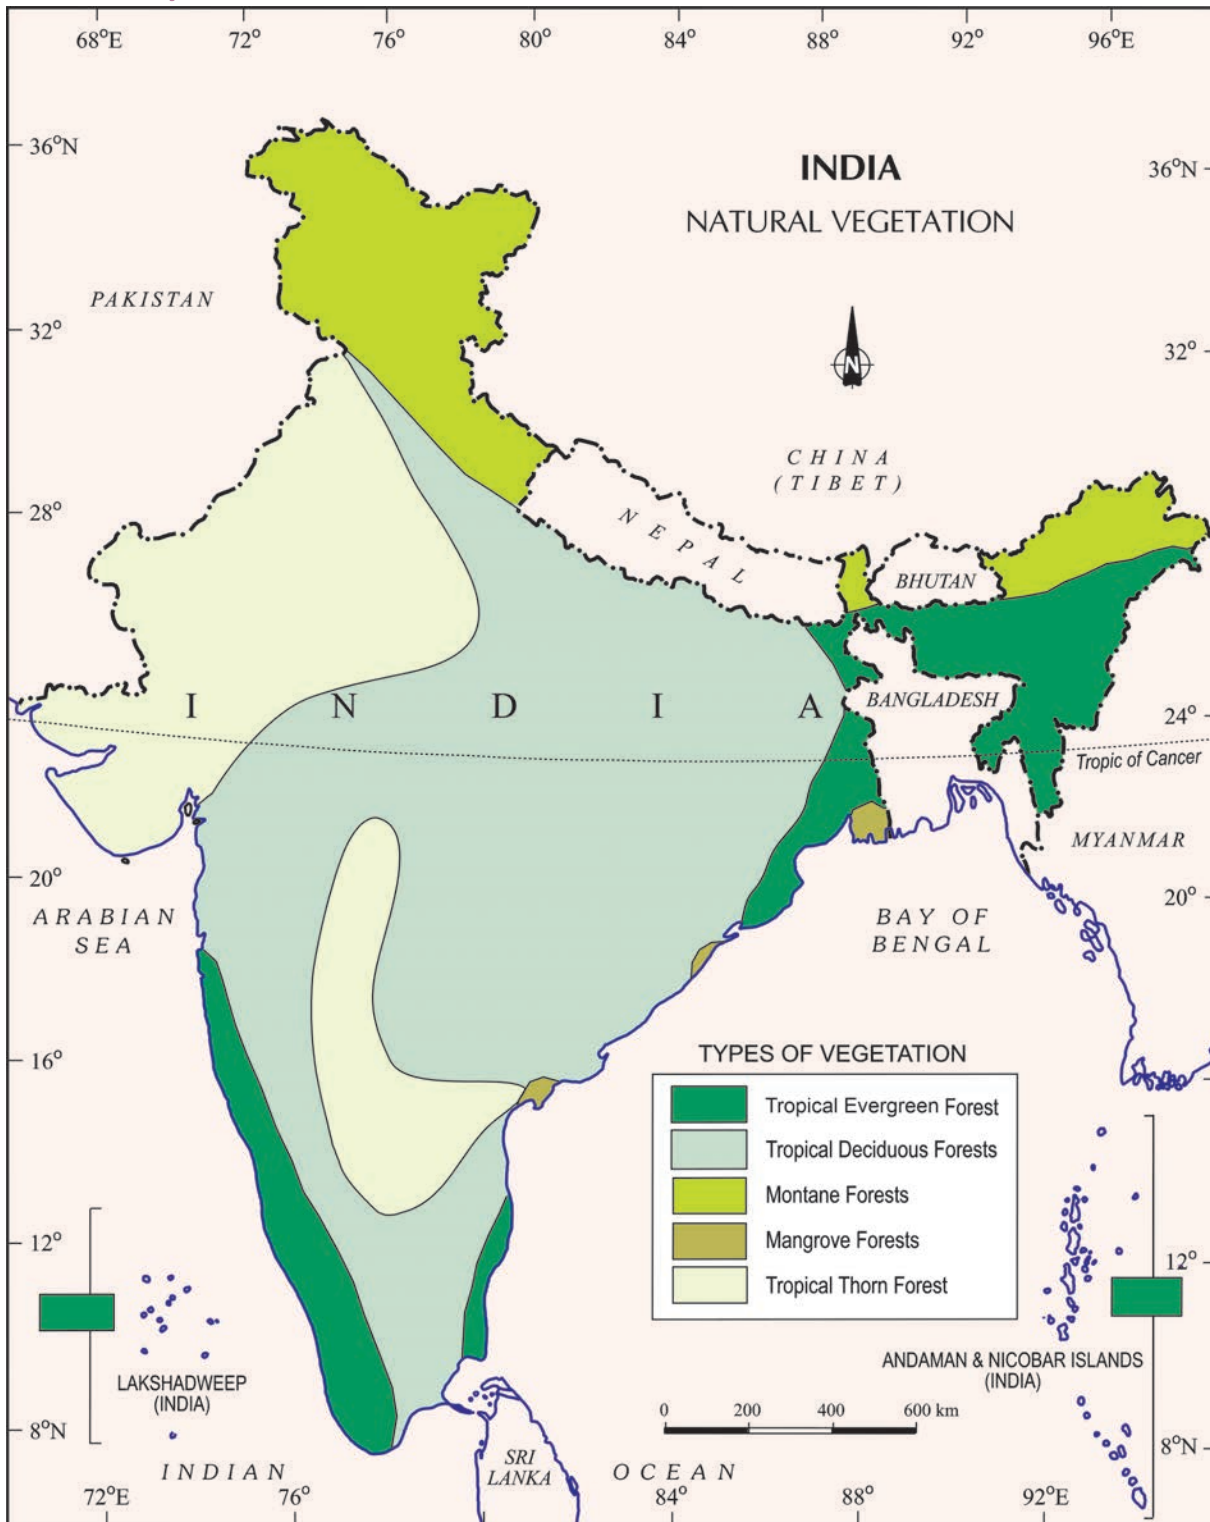 68°E 72° 76° 80° 84° 88° 92° 96°E
36°N
INDIA
36°N
NATURAL VEGETATION
PAKISTAN
N
32°
32°
CHINA
(TIBET)
28°
NEPAL
BHUTAN
INDIA
BANGLADESH
24°
Tropic of Cancer
MYANMAR
20°
20°
ARABIAN
SEA
BAY OF
BENGAL
16°
TYPES OF VEGETATION
Tropical Evergreen Forest
Tropical Deciduous Forests
Montane Forests
Mangrove Forests
Tropical Thorn Forest
12°
12°
LAKSHADWEEP
(INDIA)
ANDAMAN & NICOBAR ISLANDS
(INDIA)
0 200 400 600 km
8°N
8°N
INDIAN
SRI
LANKA
OCEAN
72°E 76° 84° 88° 92°E